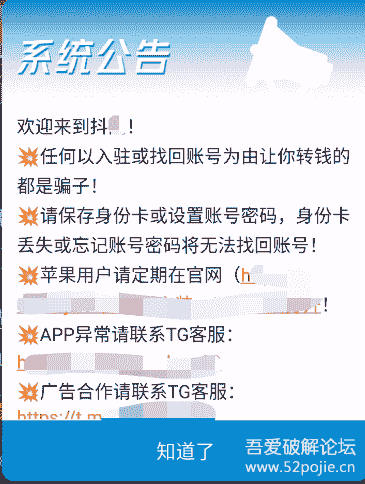 系统公告
欢迎来到抖
！
💥任何以入驻或找回账号为由让你转钱的
都是骗子！
💥请保存身份卡或设置账号密码，身份卡
丢失或忘记账号密码将无法找回账号！
💥苹果用户请定期在官网（h
！
💥APP异常请联系TG客服：
h
💥广告合作请联系TG客服：
https://t.m
知道了
吾爱破解论坛
www.52pojie.cn